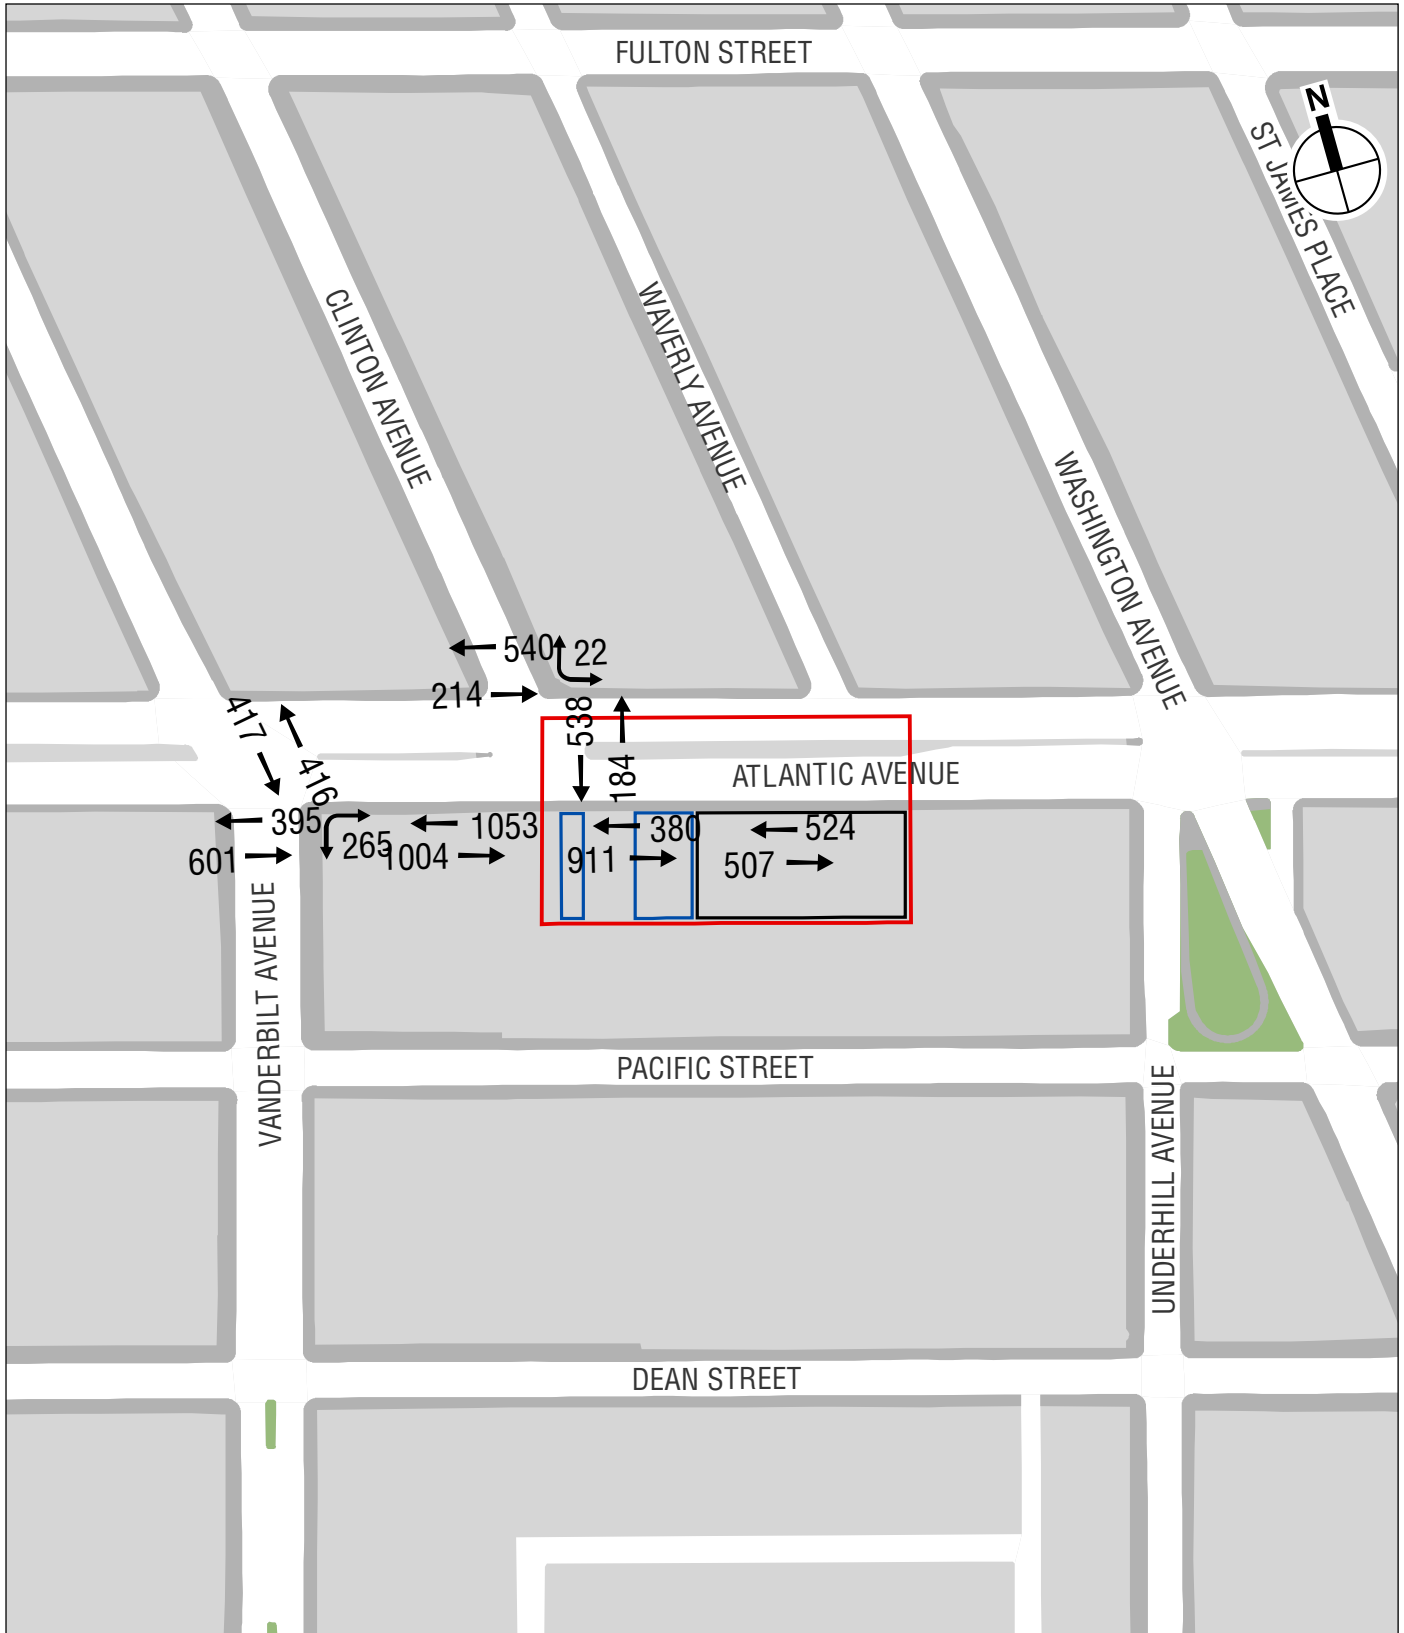 FULTON STREET
N
ST JAMES PLACE
CLINTON AVENUE
WAVERLY AVENUE
WASHINGTON AVENUE
540
22
214
417
538
416
184
ATLANTIC AVENUE
395
265
1053
380
524
601
1004
911
507
VANDERBILT AVENUE
PACIFIC STREET
UNDERHILL AVENUE
DEAN STREET